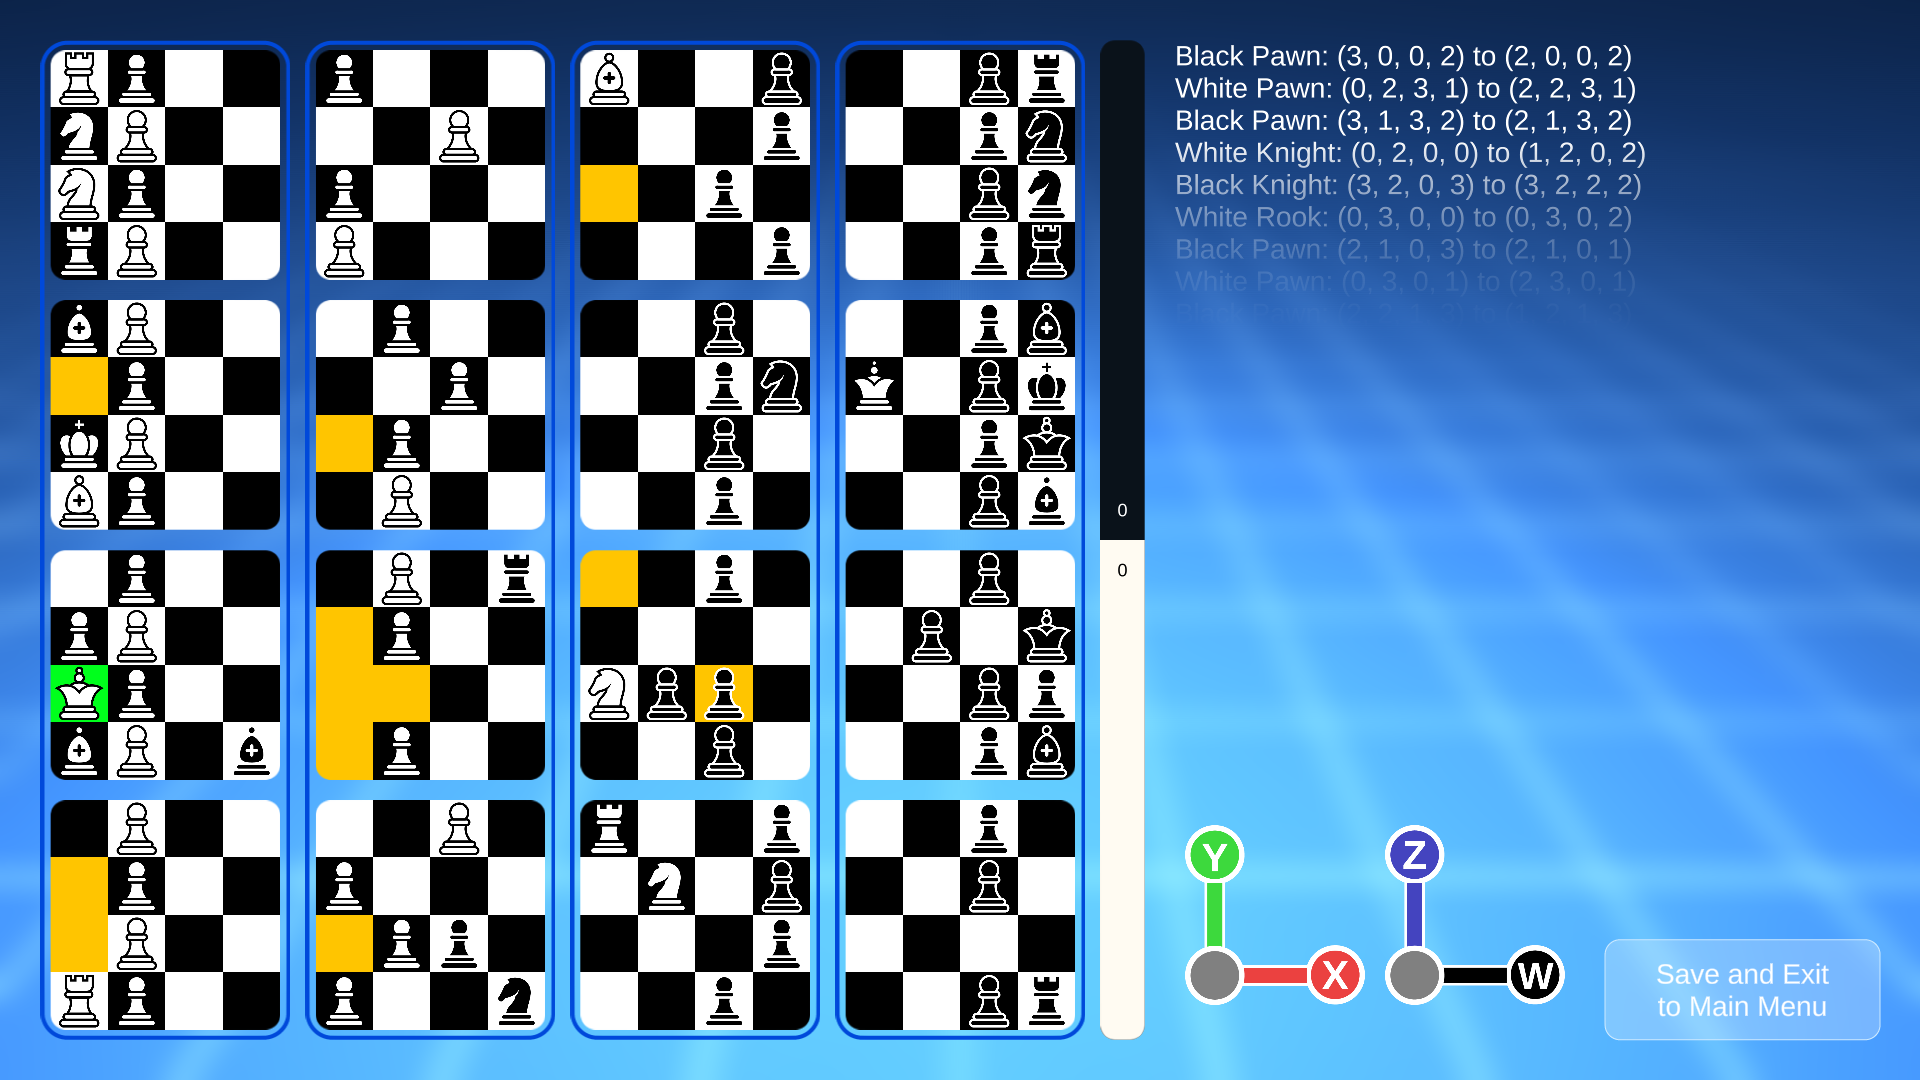 Black Pawn: (3, 0, 0, 2) to (2, 0, 0, 2)
White Pawn: (0, 2, 3, 1) to (2, 2, 3, 1)
Black Pawn: (3, 1, 3, 2) to (2, 1, 3, 2)
White Knight: (0, 2, 0, 0) to (1, 2, 0, 2)
Black Knight: (3, 2, 0, 3) to (3, 2, 2, 2)
White Rook: (0, 3, 0, 0) to (0, 3, 0, 2)
Black Pawn: (2, 1, 0, 3) to (2, 1, 0, 1)
White Pawn: (0, 3, 0, 1) to (2, 3, 0, 1)
0
0
Y
Z
X
W
Save and Exit
to Main Menu